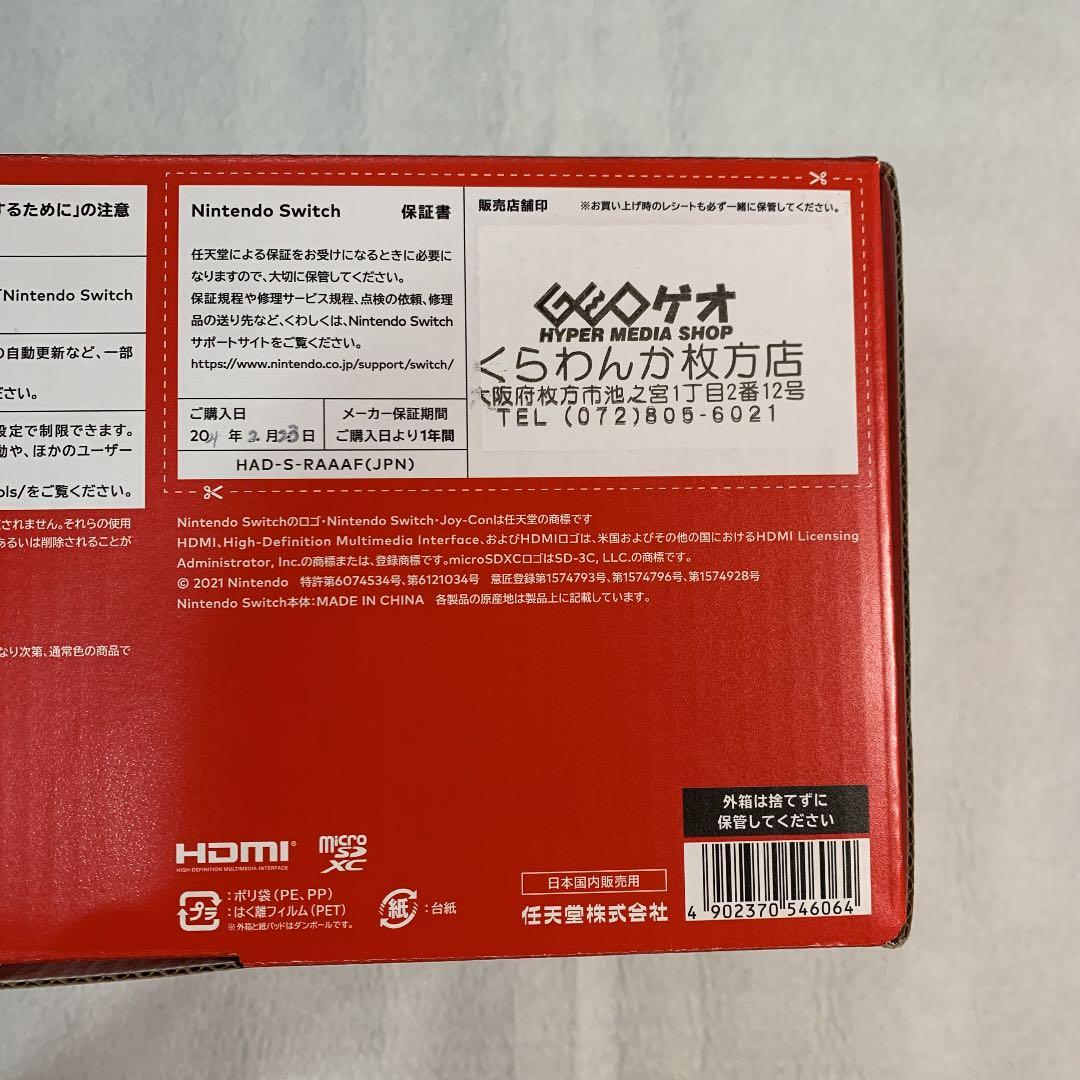 するために」の注意
「Nintendo Switch
の自動更新など、一部
ださい。
設定で制限できます。
動や、ほかのユーザー
ols/をご覧ください。
されません。それらの使用
あるいは削除されることが
なり次第、通常色の商品で
Nintendo Switch 保証書
任天堂による保証をお受けになるときに必要に
なりますので、大切に保管してください。
保証規程や修理サービス規程、点検の依頼、修理
品の送り先など、くわしくは、Nintendo Switch
サポートサイトをご覧ください。
https://www.nintendo.co.jp/support/switch/
ご購入日
2021年2月23日
メーカー保証期間
ご購入日より1年間
HAD-S-RAAAF(JPN)
販売店舗印 ※お買い上げ時のレシートも必ず一緒に保管してください。
GEOゲオ
HYPER MEDIA SHOP
くらわんか枚方店
大阪府枚方市池之宮1丁目2番12号
TEL (072)805-6021
Nintendo Switchのロゴ・Nintendo Switch・Joy-Conは任天堂の商標です
HDMI、High-Definition Multimedia Interface、およびHDMIロゴは、米国およびその他の国におけるHDMI Licensing
Administrator, Inc.の商標または、登録商標です。microSDXCロゴはSD-3C, LLC.の商標です。
© 2021 Nintendo 特許第6074534号、第6121034号 意匠登録第1574793号、第1574796号、第1574928号
Nintendo Switch本体：MADE IN CHINA 各製品の原産地は製品上に記載しています。
HDMI
HIGH-DEFINITION MULTIMEDIA INTERFACE
micro
SD
XC
プラ
：ポリ袋（PE、PP）
：はく離フィルム（PET）
※外箱と紙パッドはダンボールです。
紙
：台紙
日本国内販売用
任天堂株式会社
外箱は捨てずに
保管してください
4 902370 546064